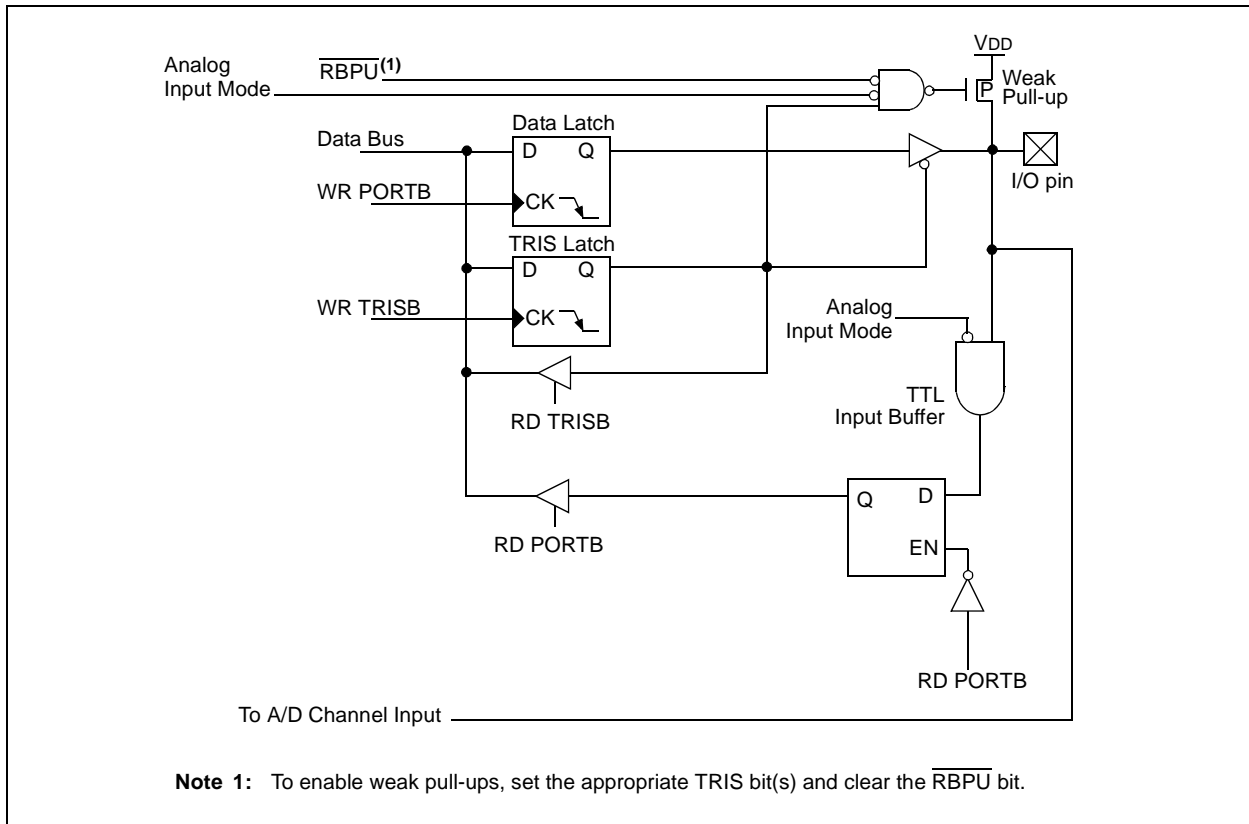 VDD
Analog
Input Mode
RBPU(1)
Weak
Pull-up
P
Data Bus
Data Latch
D Q
WR PORTB
CK
I/O pin
TRIS Latch
D Q
WR TRISB
CK
Analog
Input Mode
RD TRISB
TTL
Input Buffer
Q D
EN
RD PORTB
RD PORTB
To A/D Channel Input
Note 1: To enable weak pull-ups, set the appropriate TRIS bit(s) and clear the RBPU bit.